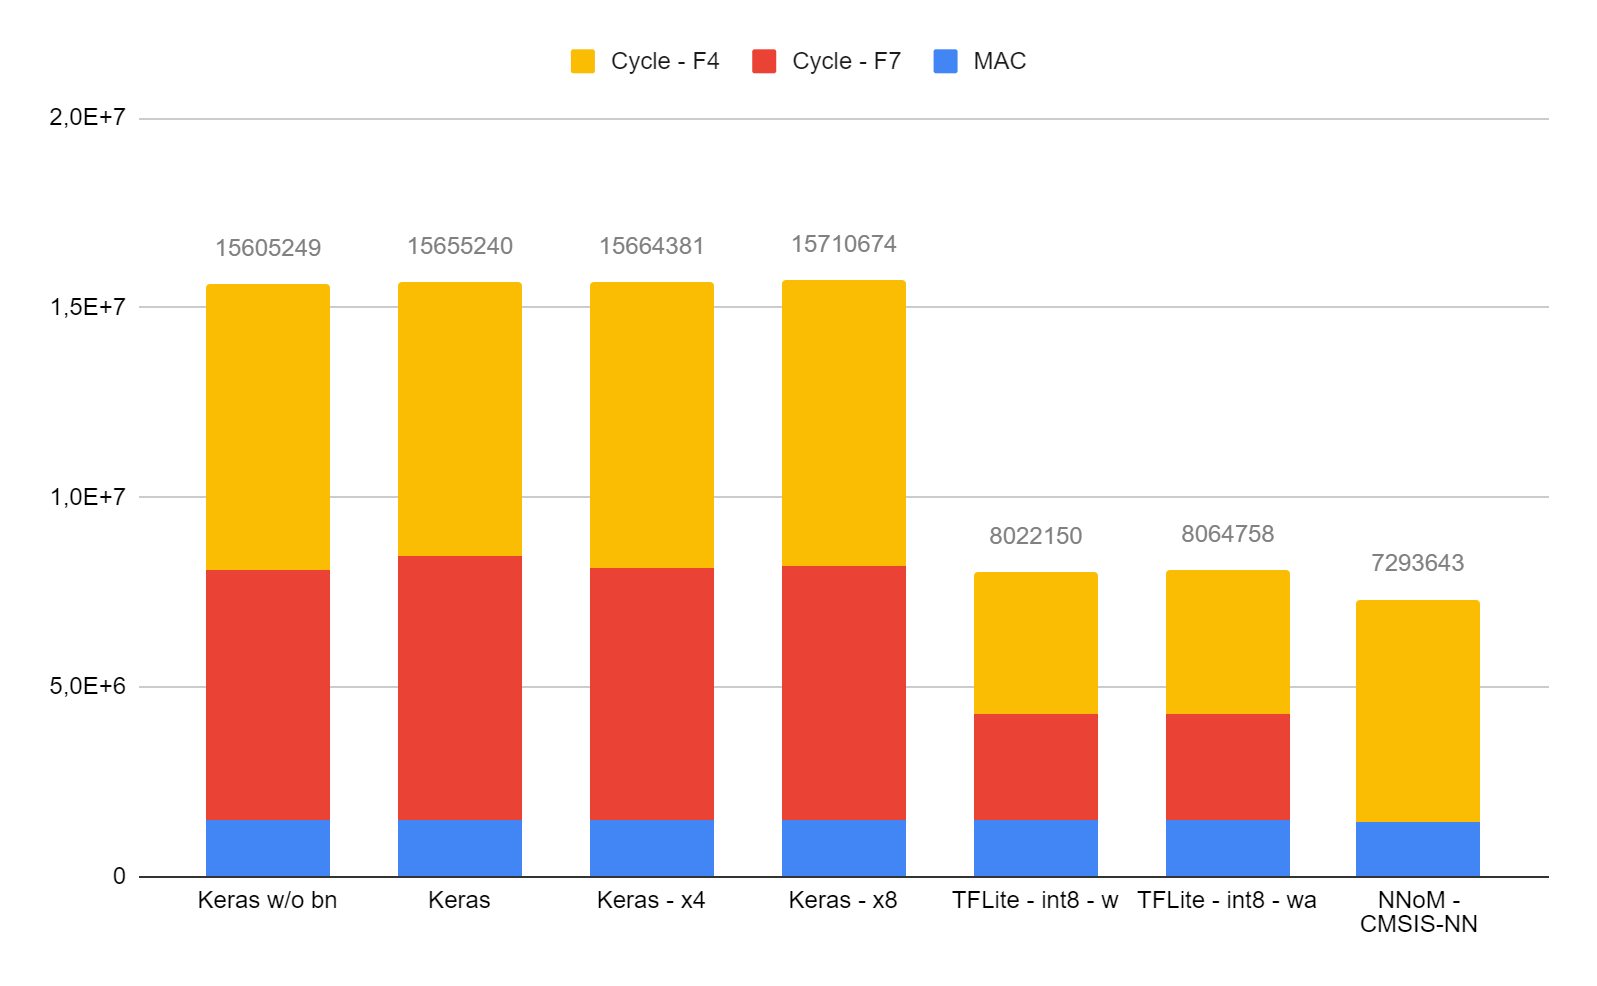 Cycle - F4 Cycle - F7 MAC
2,0E+7
1,5E+7
1,0E+7
5,0E+6
0
15605249
15655240
15664381
15710674
8022150
8064758
7293643
Keras w/o bn
Keras
Keras - x4
Keras - x8
TFLite - int8 - w
TFLite - int8 - wa
NNoM -
CMSIS-NN